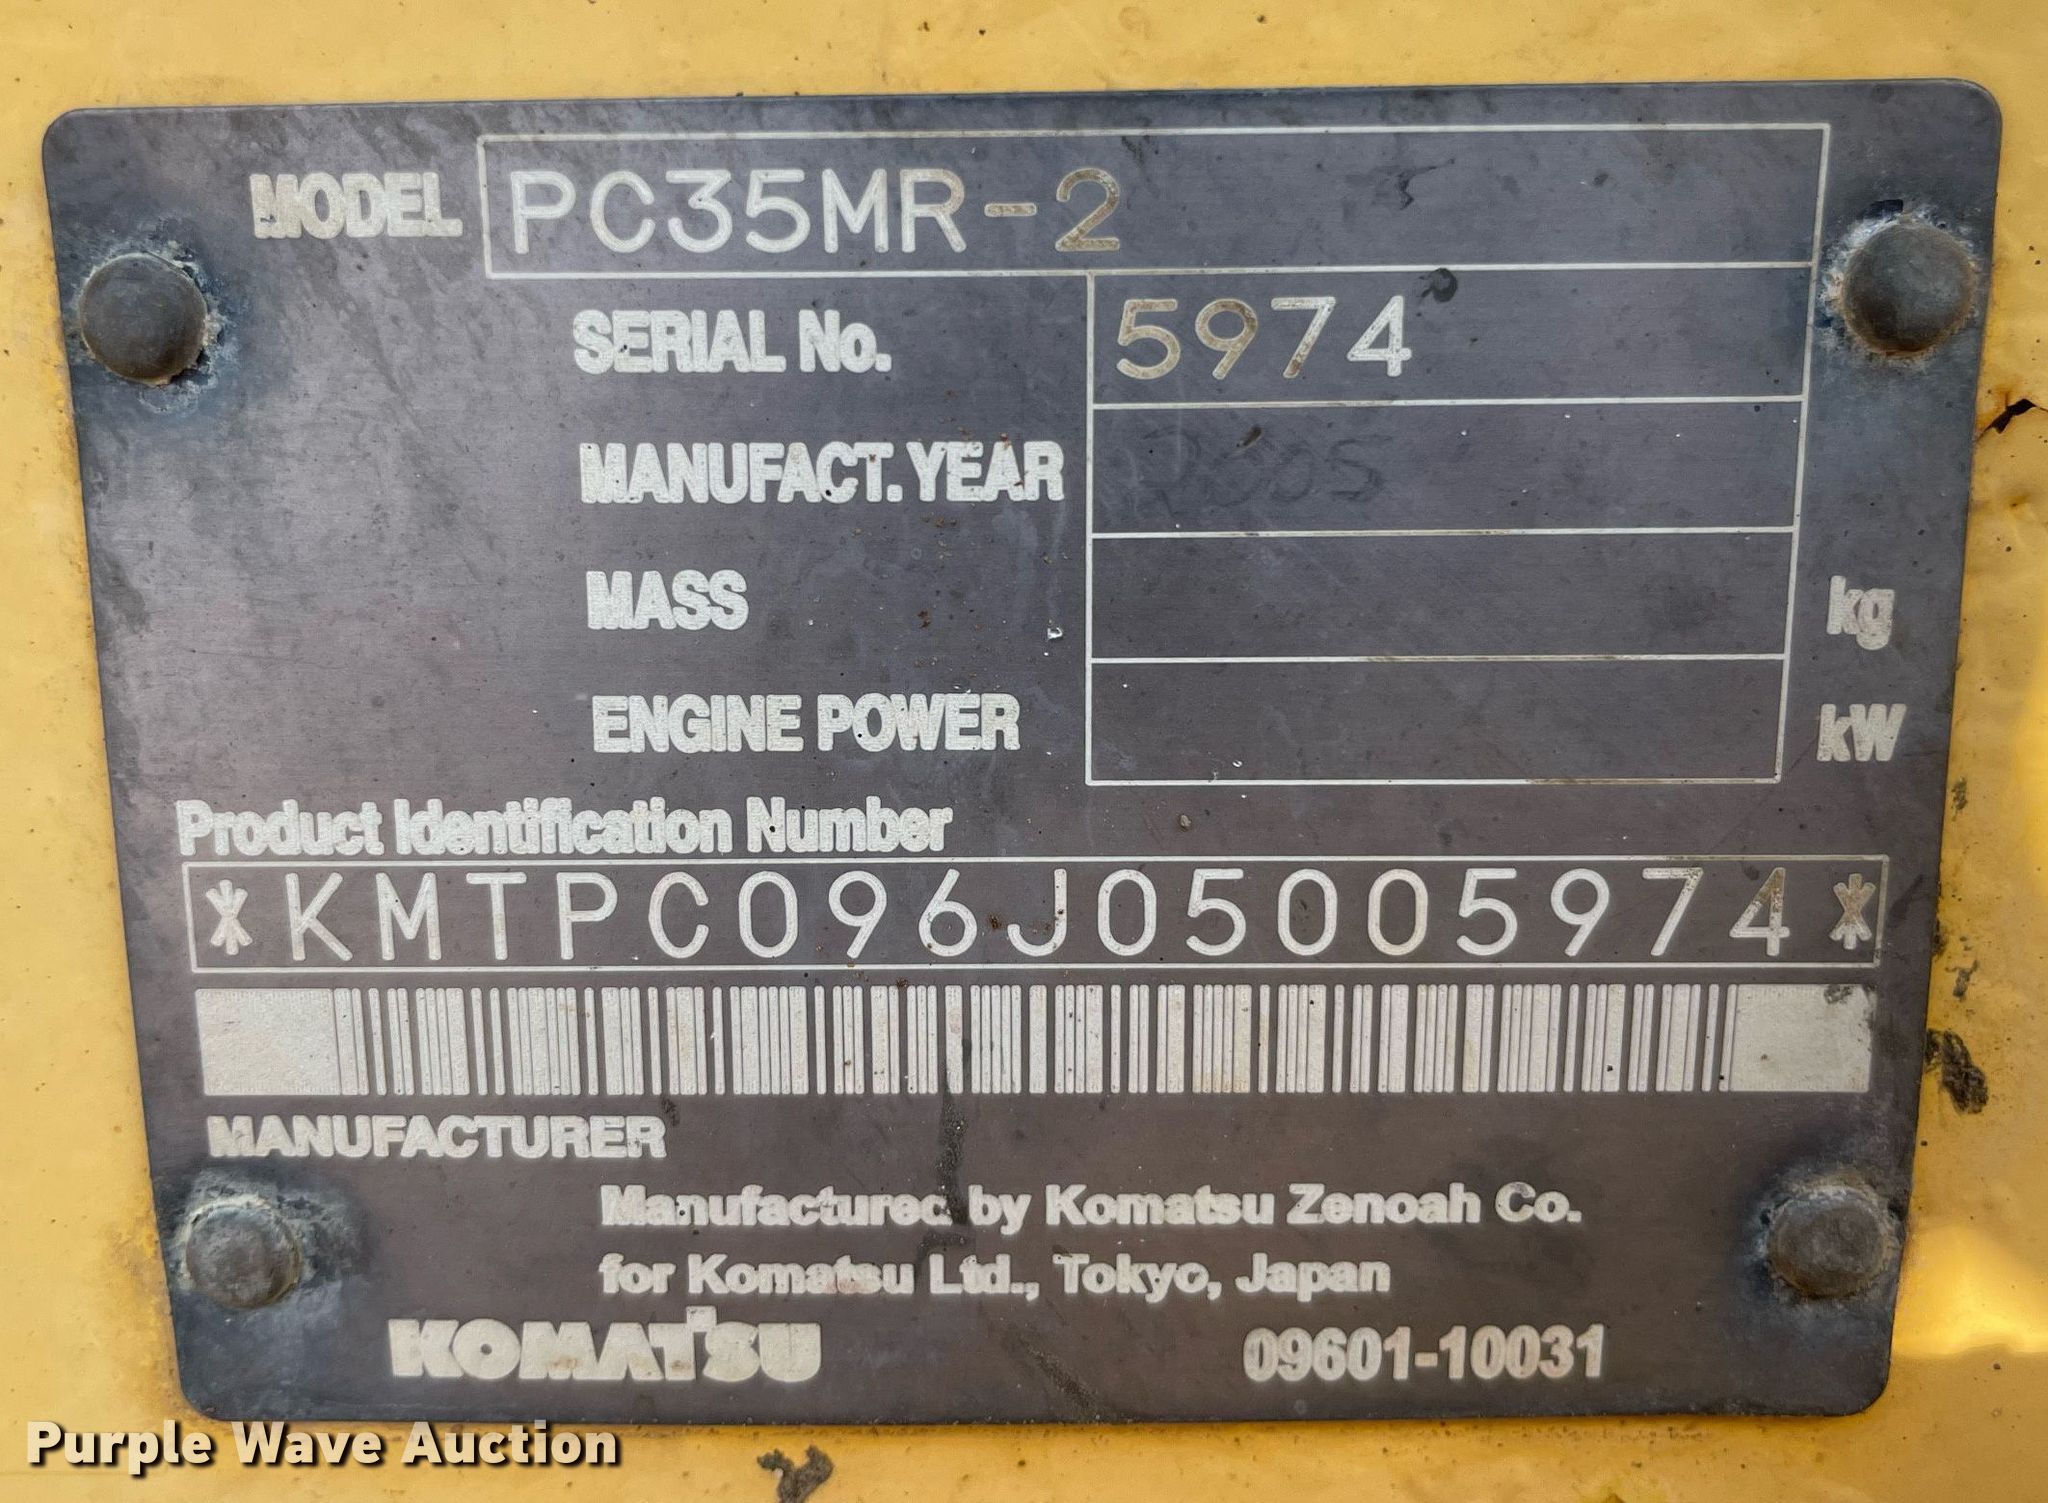 MODEL PC35MR-2
SERIAL No. 5974
MANUFACT. YEAR 2005
MASS kg
ENGINE POWER kW
Product Identification Number
*KMTPC096J05005974*
MANUFACTURER
Manufactured by Komatsu Zenoah Co.
for Komatsu Ltd., Tokyo, Japan
KOMATSU 09601-10031
Purple Wave Auction